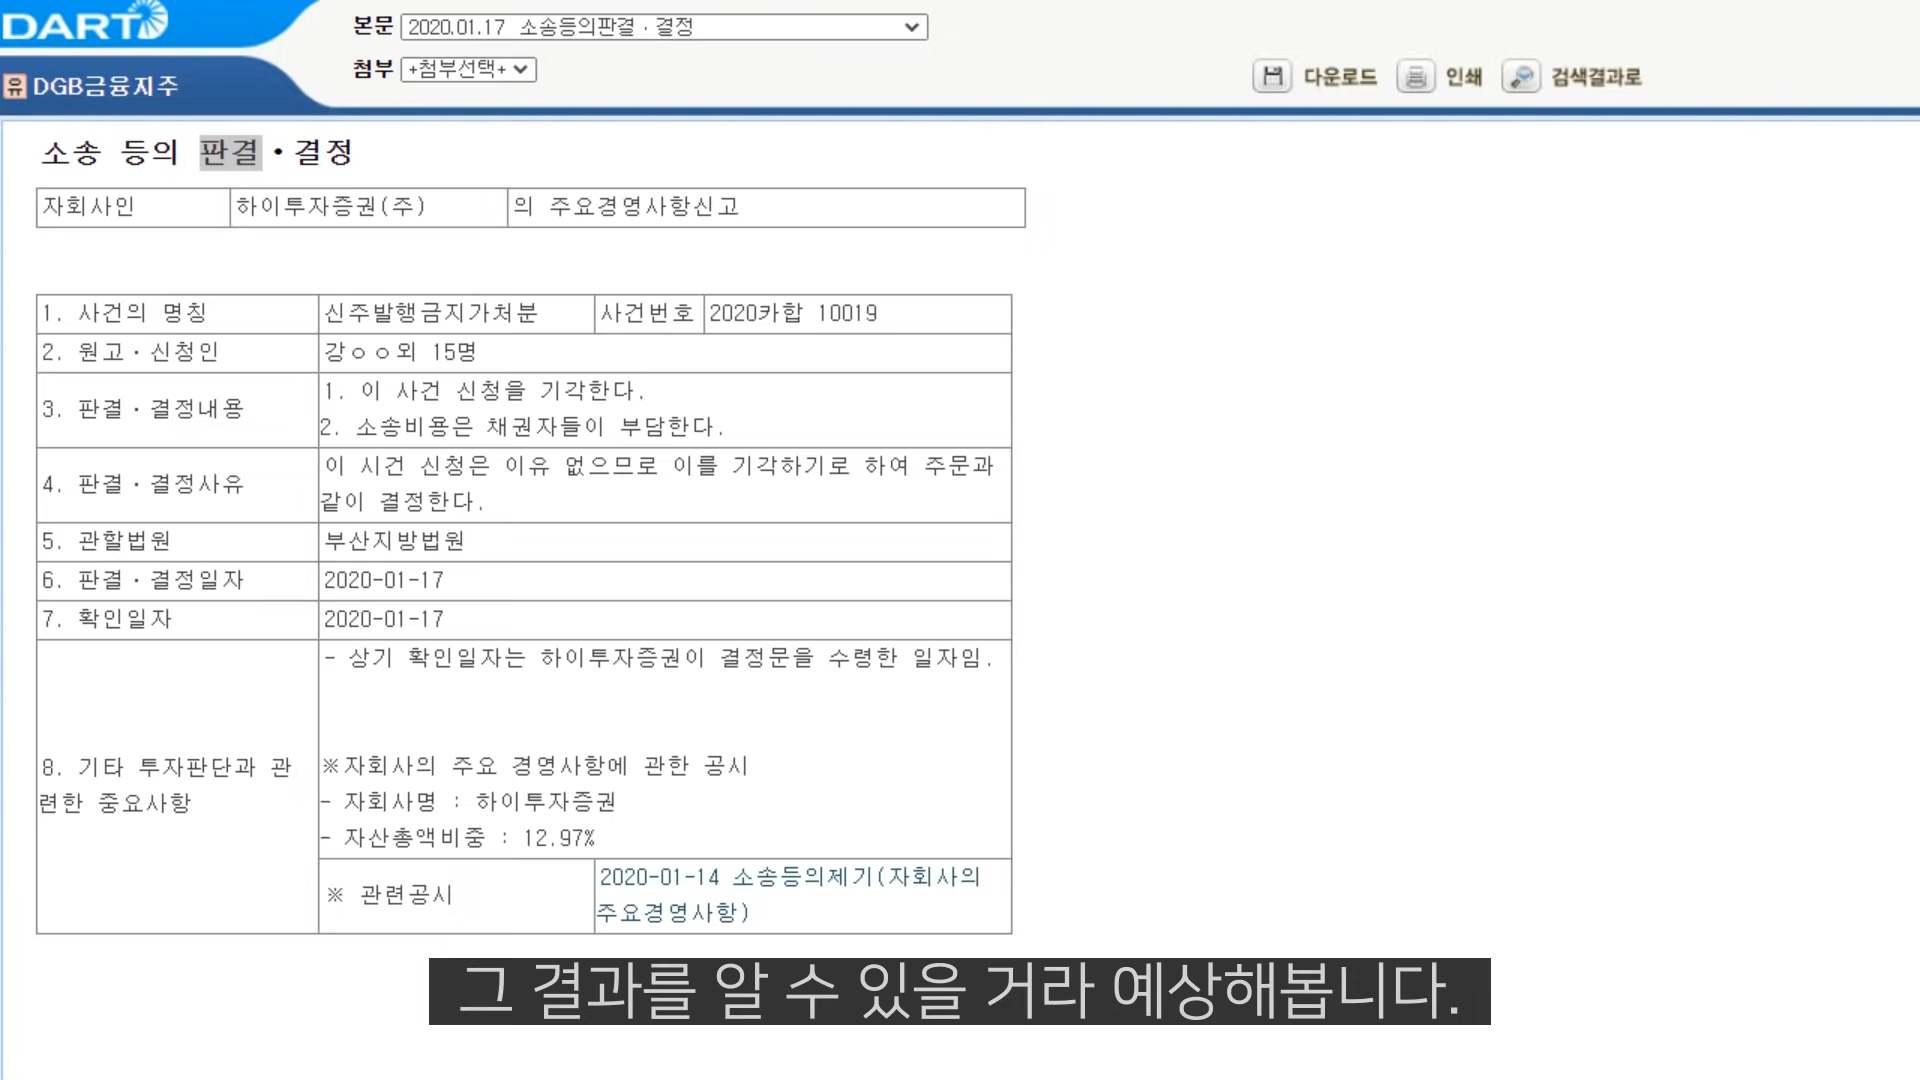 DART
본문 2020.01.17 소송등의판결·결정
첨부 +첨부선택+
다운로드 인쇄 검색결과로
유 DGB금융지주
소송 등의 판결·결정
자회사인 하이투자증권(주) 의 주요경영사항신고
1. 사건의 명칭 신주발행금지가처분 사건번호 2020카합 10019
2. 원고·신청인 강ㅇㅇ외 15명
3. 판결·결정내용
1. 이 사건 신청을 기각한다.
2. 소송비용은 채권자들이 부담한다.
4. 판결·결정사유
이 시건 신청은 이유 없으므로 이를 기각하기로 하여 주문과
같이 결정한다.
5. 관할법원 부산지방법원
6. 판결·결정일자 2020-01-17
7. 확인일자 2020-01-17
8. 기타 투자판단과 관
련한 중요사항
- 상기 확인일자는 하이투자증권이 결정문을 수령한 일자임.
※자회사의 주요 경영사항에 관한 공시
- 자회사명 : 하이투자증권
- 자산총액비중 : 12.97%
※ 관련공시
2020-01-14 소송등의제기(자회사의
주요경영사항)
그 결과를 알 수 있을 거라 예상해봅니다.